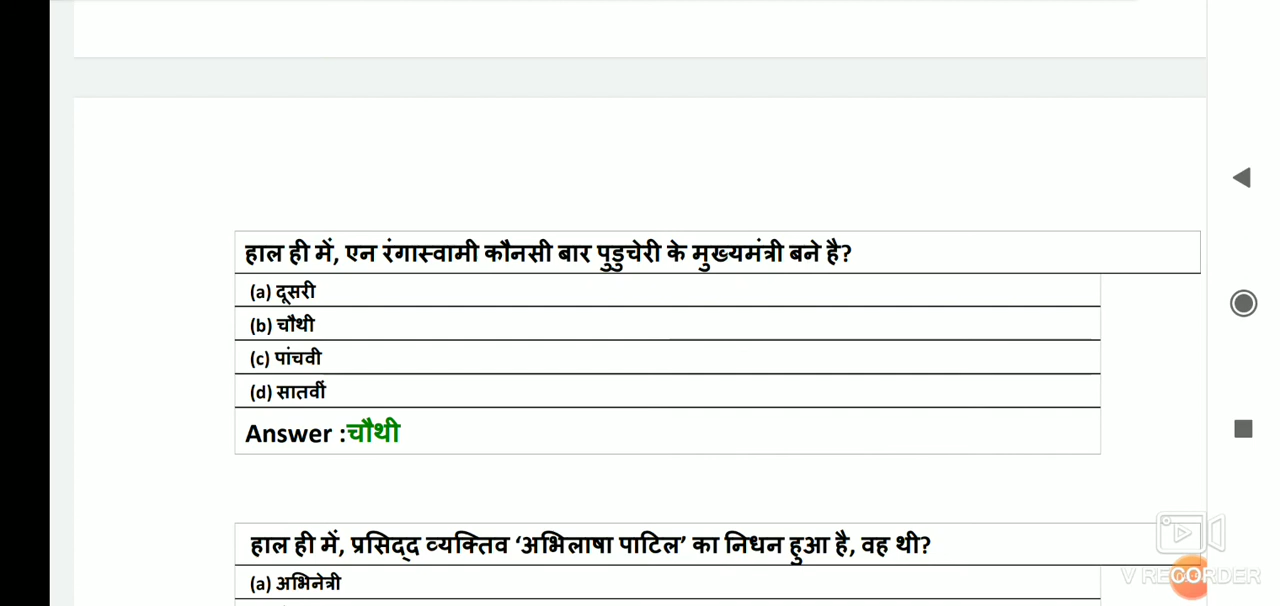 हाल ही में, एन रंगास्वामी कौनसी बार पुडुचेरी के मुख्यमंत्री बने है?
(a) दूसरी
(b) चौथी
(c) पांचवी
(d) सातवीं
Answer :चौथी
हाल ही में, प्रसिद्द व्यक्तिव ‘अभिलाषा पाटिल’ का निधन हुआ है, वह थी?
(a) अभिनेत्री
V RECORDER